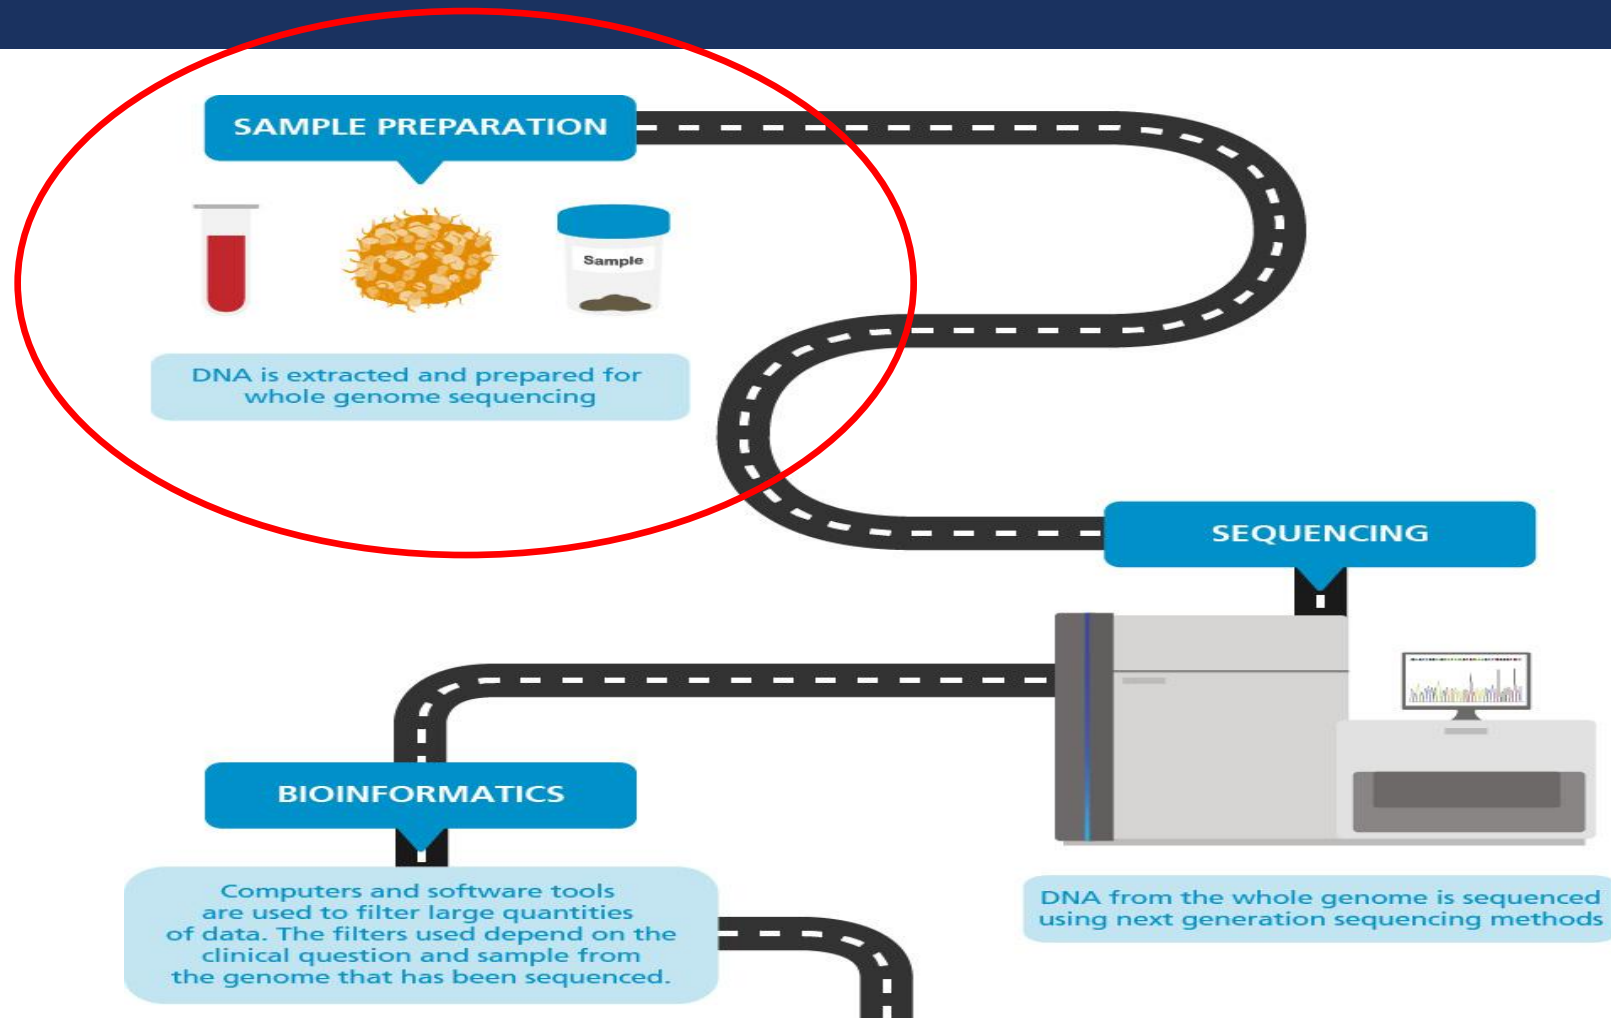 SAMPLE PREPARATION
Sample
DNA is extracted and prepared for
whole genome sequencing
SEQUENCING
DNA from the whole genome is sequenced
using next generation sequencing methods
BIOINFORMATICS
Computers and software tools
are used to filter large quantities
of data. The filters used depend on the
clinical question and sample from
the genome that has been sequenced.